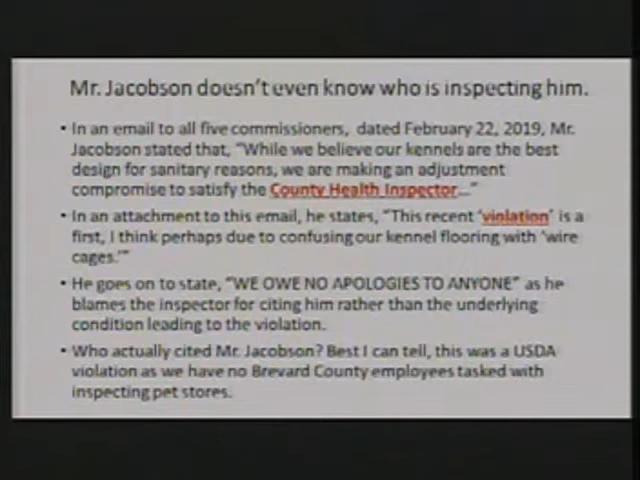 Mr. Jacobson doesn't even know who is inspecting him.
• In an email to all five commissioners, dated February 22, 2019, Mr.
Jacobson stated that, "While we believe our kennels are the best
design for sanitary reasons, we are making an adjustment
compromise to satisfy the County Health Inspector..."
• In an attachment to this email, he states, "This recent 'violation' is a
first, I think perhaps due to confusing our kennel flooring with 'wire
cages.'"
• He goes on to state, "WE OWE NO APOLOGIES TO ANYONE" as he
blames the inspector for citing him rather than the underlying
condition leading to the violation.
• Who actually cited Mr. Jacobson? Best I can tell, this was a USDA
violation as we have no Brevard County employees tasked with
inspecting pet stores.